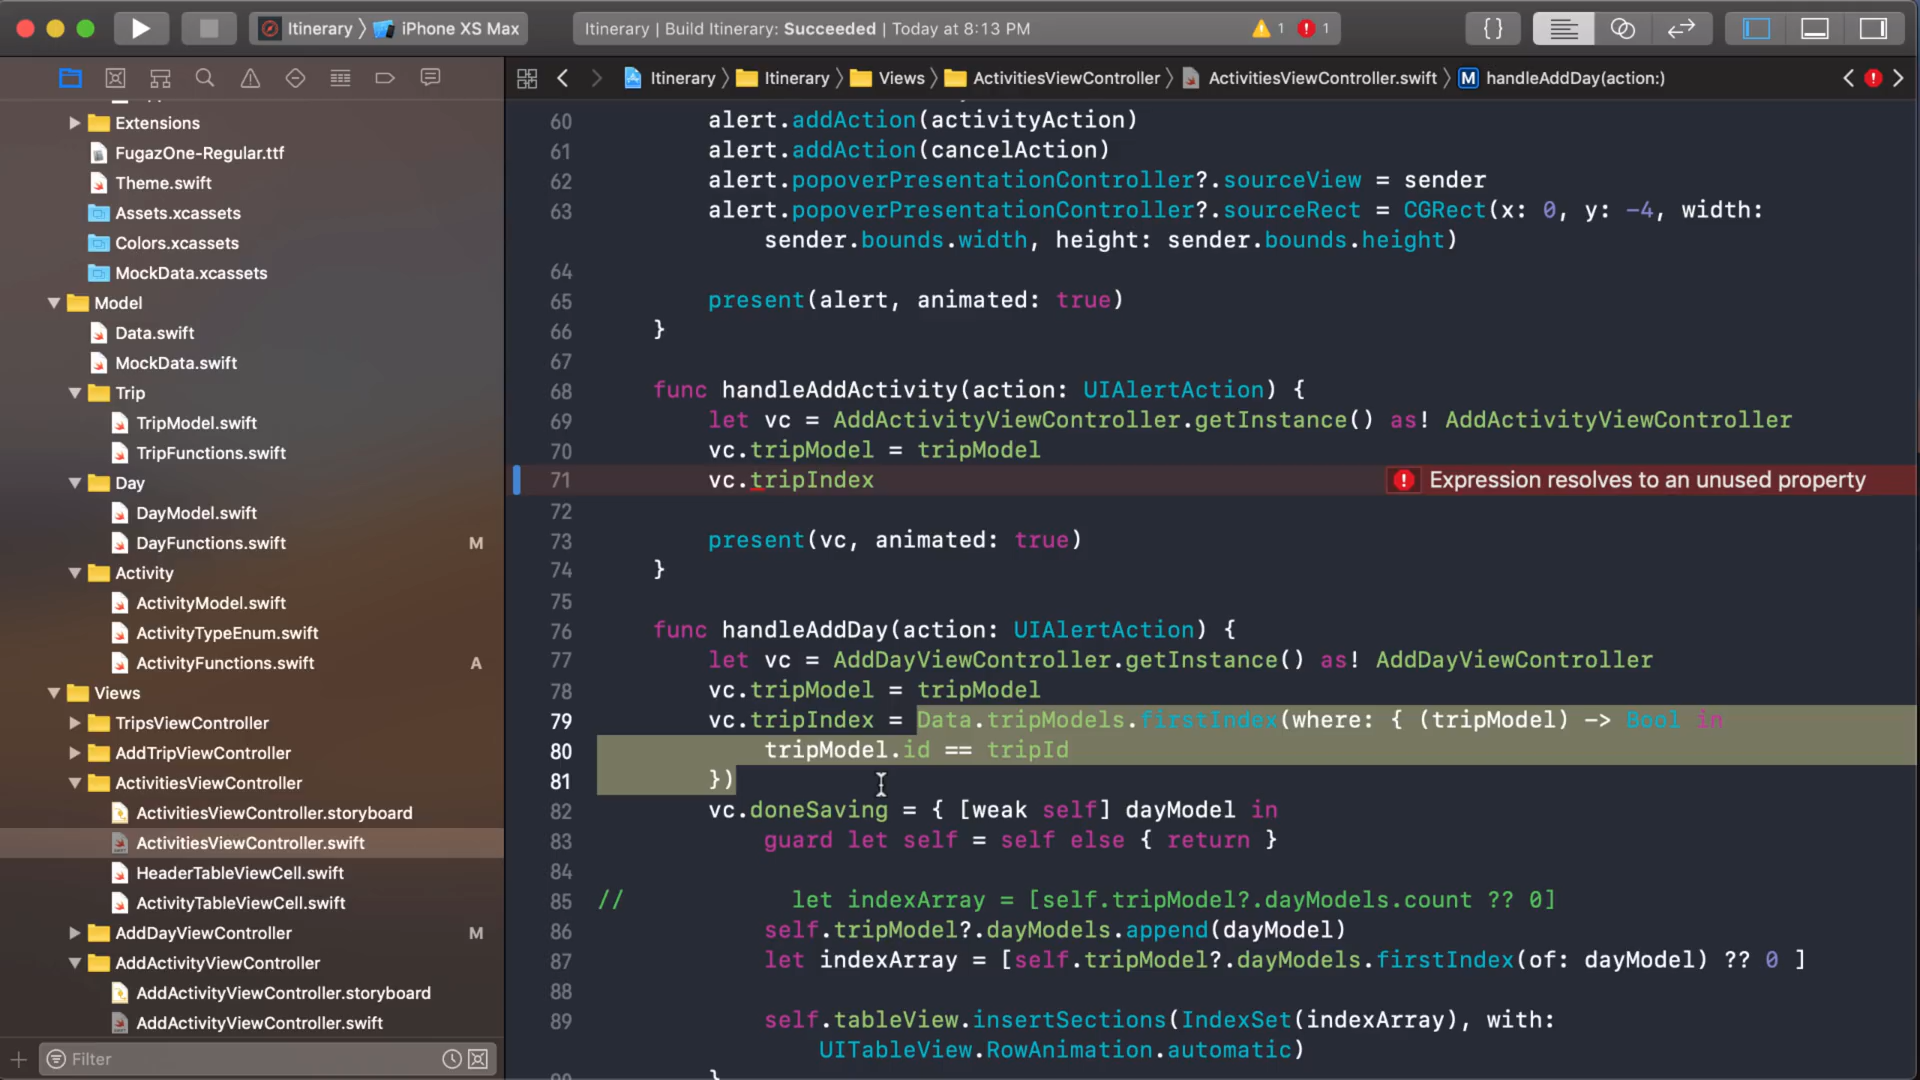 Itinerary
iPhone XS Max
Itinerary | Build Itinerary: Succeeded | Today at 8:13 PM
1
1
Itinerary
Itinerary
Views
ActivitiesViewController
ActivitiesViewController.swift
M
handleAddDay(action:)
Extensions
FugazOne-Regular.ttf
Theme.swift
Assets.xcassets
Colors.xcassets
MockData.xcassets
Model
Data.swift
MockData.swift
Trip
TripModel.swift
TripFunctions.swift
Day
DayModel.swift
DayFunctions.swift M
Activity
ActivityModel.swift
ActivityTypeEnum.swift
ActivityFunctions.swift A
Views
TripsViewController
AddTripViewController
ActivitiesViewController
ActivitiesViewController.storyboard
ActivitiesViewController.swift
HeaderTableViewCell.swift
ActivityTableViewCell.swift
AddDayViewController M
AddActivityViewController
AddActivityViewController.storyboard
AddActivityViewController.swift
Filter
60 alert.addAction(activityAction)
61 alert.addAction(cancelAction)
62 alert.popoverPresentationController?.sourceView = sender
63 alert.popoverPresentationController?.sourceRect = CGRect(x: 0, y: -4, width:
sender.bounds.width, height: sender.bounds.height)
64
65 present(alert, animated: true)
66 }
67
68 func handleAddActivity(action: UIAlertAction) {
69 let vc = AddActivityViewController.getInstance() as! AddActivityViewController
70 vc.tripModel = tripModel
71 vc.tripIndex Expression resolves to an unused property
72
73 present(vc, animated: true)
74 }
75
76 func handleAddDay(action: UIAlertAction) {
77 let vc = AddDayViewController.getInstance() as! AddDayViewController
78 vc.tripModel = tripModel
79 vc.tripIndex = Data.tripModels.firstIndex(where: { (tripModel) -> Bool in
80 tripModel.id == tripId
81 })
82 vc.doneSaving = { [weak self] dayModel in
83 guard let self = self else { return }
84
85 // let indexArray = [self.tripModel?.dayModels.count ?? 0]
86 self.tripModel?.dayModels.append(dayModel)
87 let indexArray = [self.tripModel?.dayModels.firstIndex(of: dayModel) ?? 0 ]
88
89 self.tableView.insertSections(IndexSet(indexArray), with:
UITableView.RowAnimation.automatic)